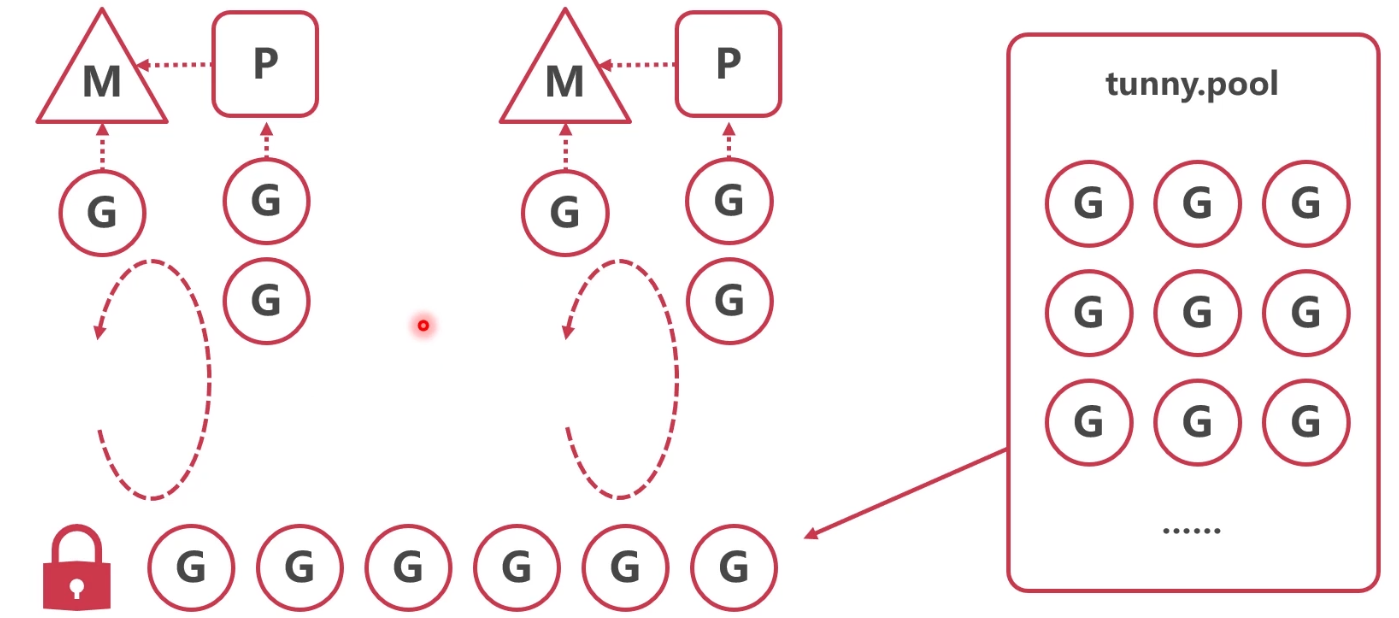 M P M P
tunny.pool
G G G G
G G G
G G
G G G
G G G
......
G G G G G G